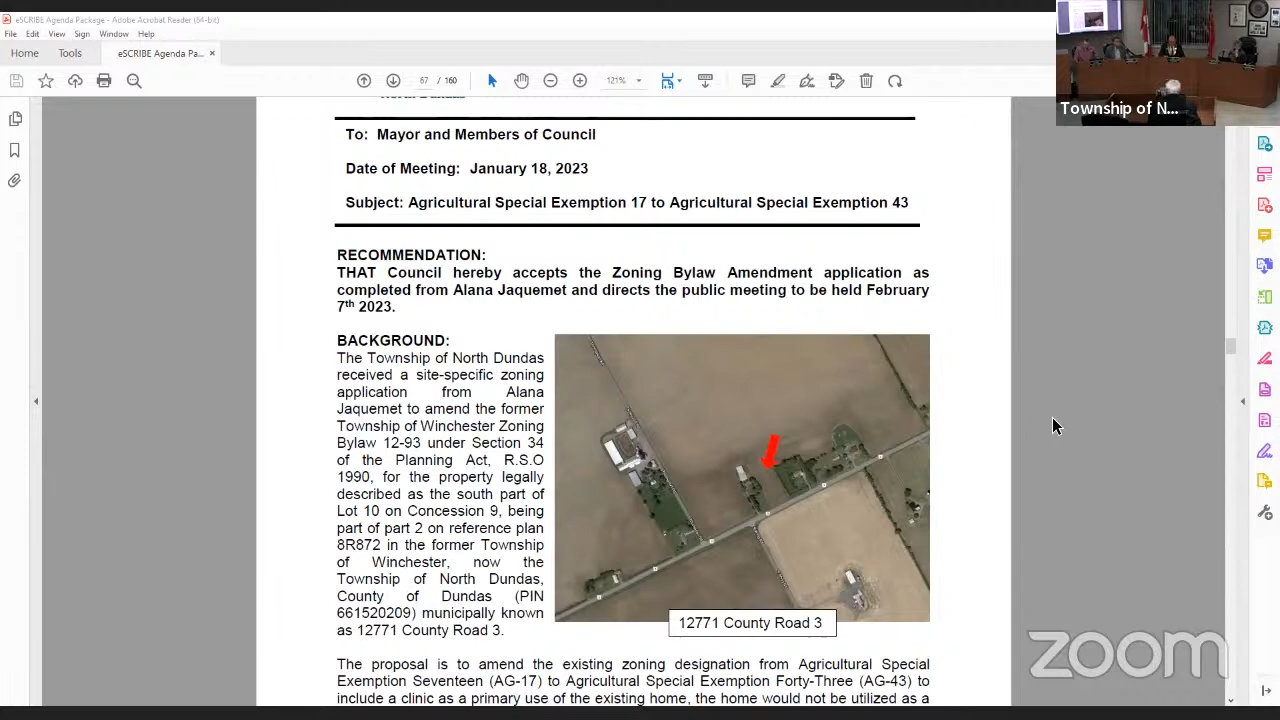 eSCRIBE Agenda Package - Adobe Acrobat Reader (64-bit)
File Edit View Sign Window Help
Home Tools eSCRIBE Agenda Pa... ×
67 / 160 121%
Township of N...
North Dundas
To: Mayor and Members of Council
Date of Meeting: January 18, 2023
Subject: Agricultural Special Exemption 17 to Agricultural Special Exemption 43
RECOMMENDATION:
THAT Council hereby accepts the Zoning Bylaw Amendment application as
completed from Alana Jaquemet and directs the public meeting to be held February
7th 2023.
BACKGROUND:
The Township of North Dundas
received a site-specific zoning
application from Alana
Jaquemet to amend the former
Township of Winchester Zoning
Bylaw 12-93 under Section 34
of the Planning Act, R.S.O
1990, for the property legally
described as the south part of
Lot 10 on Concession 9, being
part of part 2 on reference plan
8R872 in the former Township
of Winchester, now the
Township of North Dundas,
County of Dundas (PIN
661520209) municipally known
as 12771 County Road 3.
12771 County Road 3
The proposal is to amend the existing zoning designation from Agricultural Special
Exemption Seventeen (AG-17) to Agricultural Special Exemption Forty-Three (AG-43) to
include a clinic as a primary use of the existing home, the home would not be utilized as a
zoom